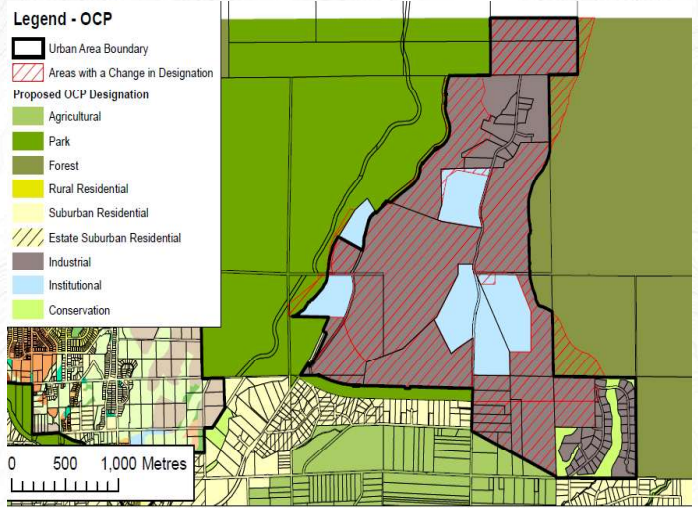 Legend - OCP
Urban Area Boundary
Areas with a Change in Designation
Proposed OCP Designation
Agricultural
Park
Forest
Rural Residential
Suburban Residential
Estate Suburban Residential
Industrial
Institutional
Conservation
0 500 1,000 Metres